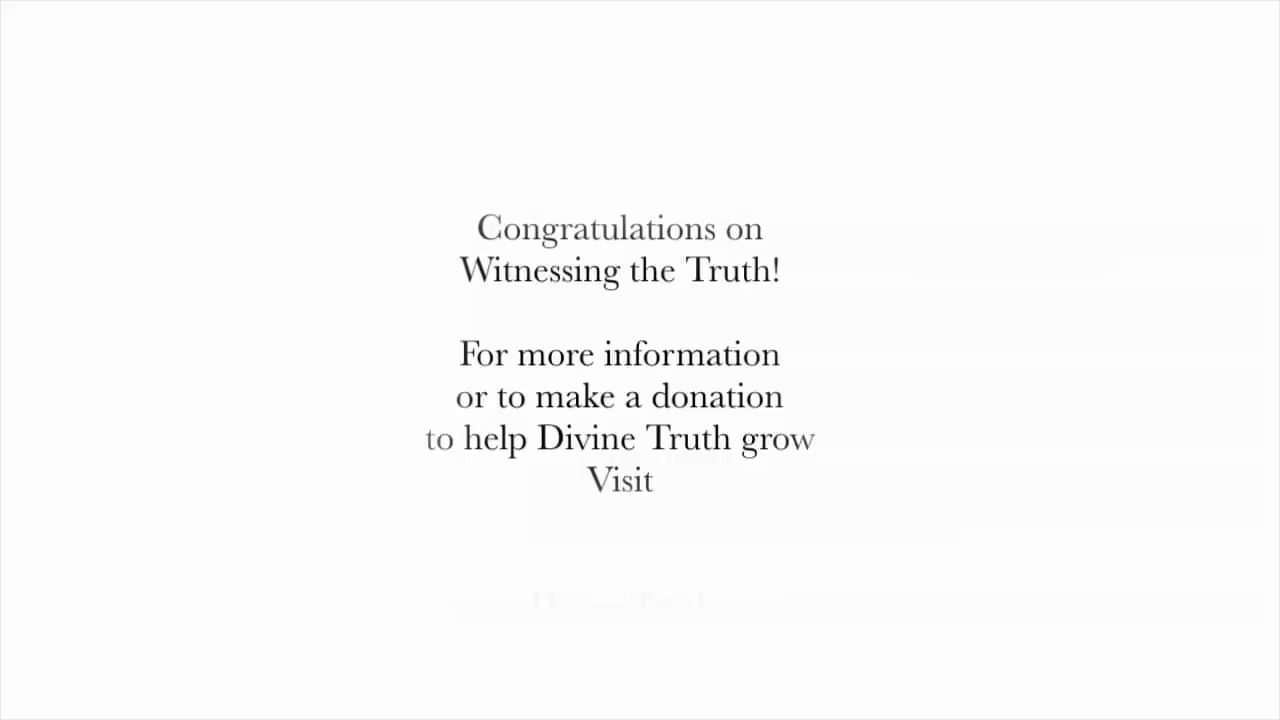 Congratulations on
Witnessing the Truth!
For more information
or to make a donation
to help Divine Truth grow
Visit